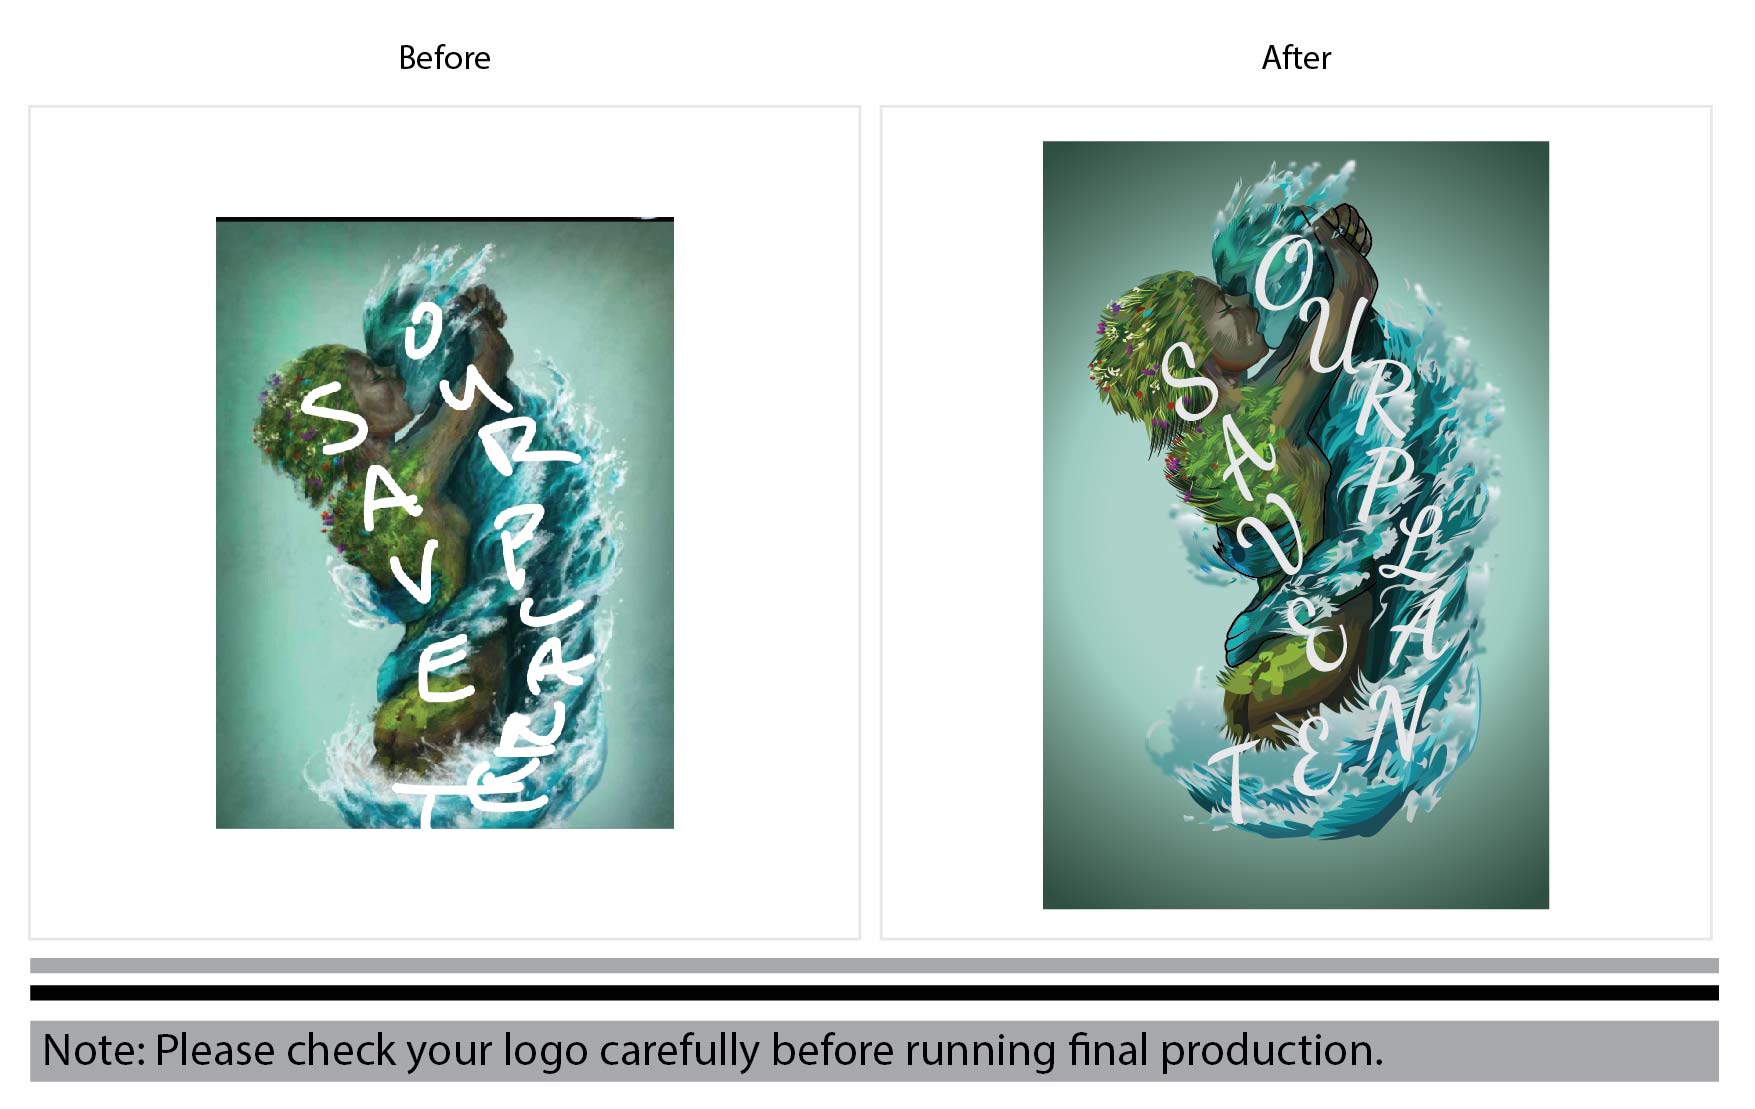 Before
SAVE
OUR
PLANET
After
SAVE
OUR
PLANET
Note: Please check your logo carefully before running final production.